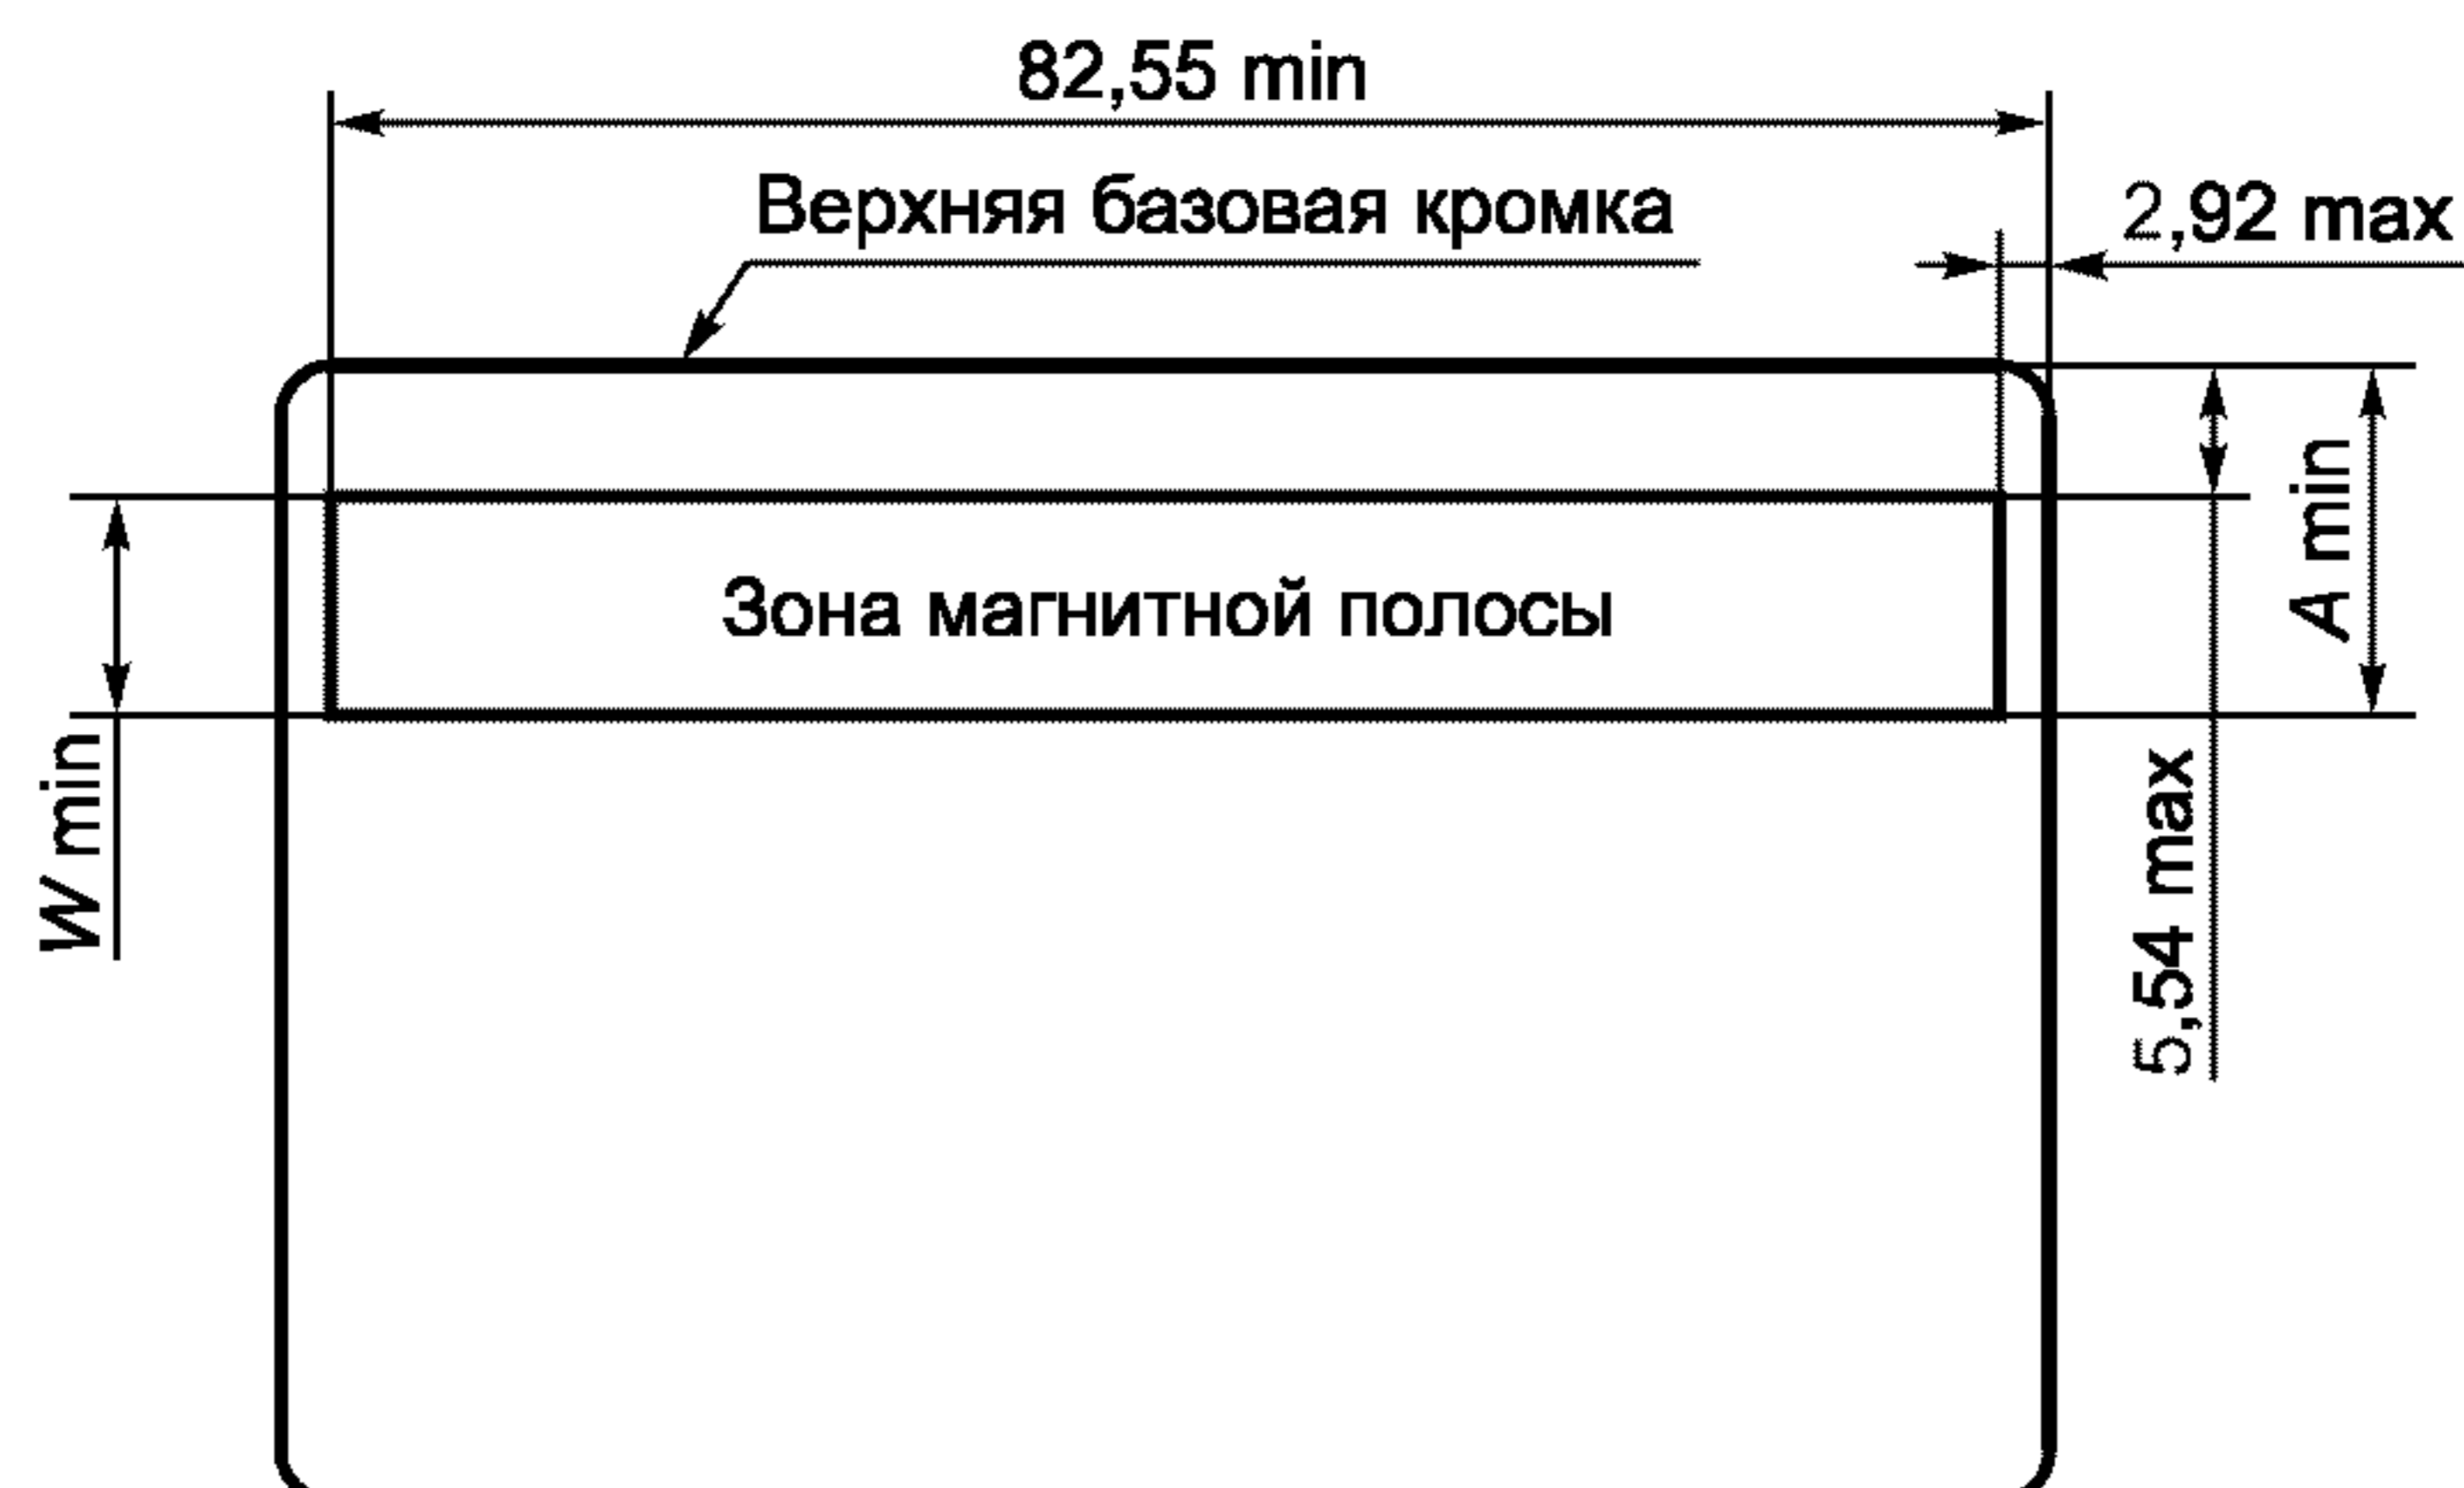 82,55 min
Верхняя базовая кромка
2,92 max
A min
Зона магнитной полосы
W min
5,54 max